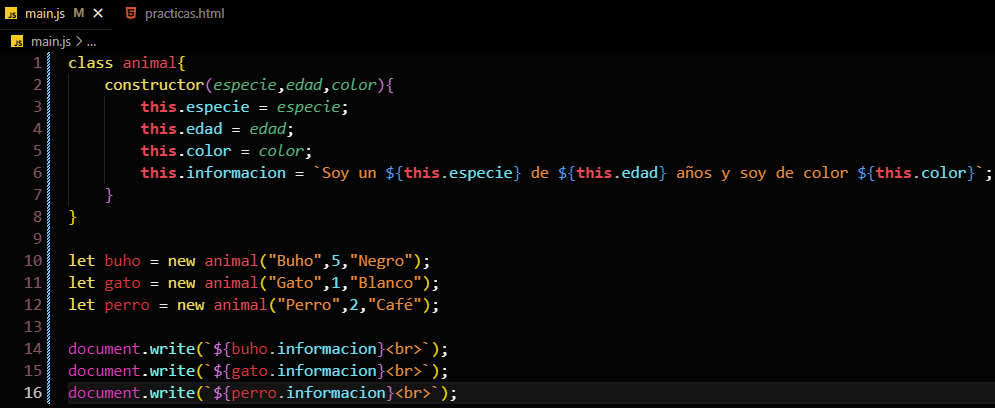 JS main.js M × practicas.html
JS main.js > ...
1 class animal{
2     constructor(especie,edad,color){
3         this.especie = especie;
4         this.edad = edad;
5         this.color = color;
6         this.informacion = `Soy un ${this.especie} de ${this.edad} años y soy de color ${this.color}`;
7     }
8 }
9
10 let buho = new animal("Buho",5,"Negro");
11 let gato = new animal("Gato",1,"Blanco");
12 let perro = new animal("Perro",2,"Café");
13
14 document.write(`${buho.informacion}<br>`);
15 document.write(`${gato.informacion}<br>`);
16 document.write(`${perro.informacion}<br>`);